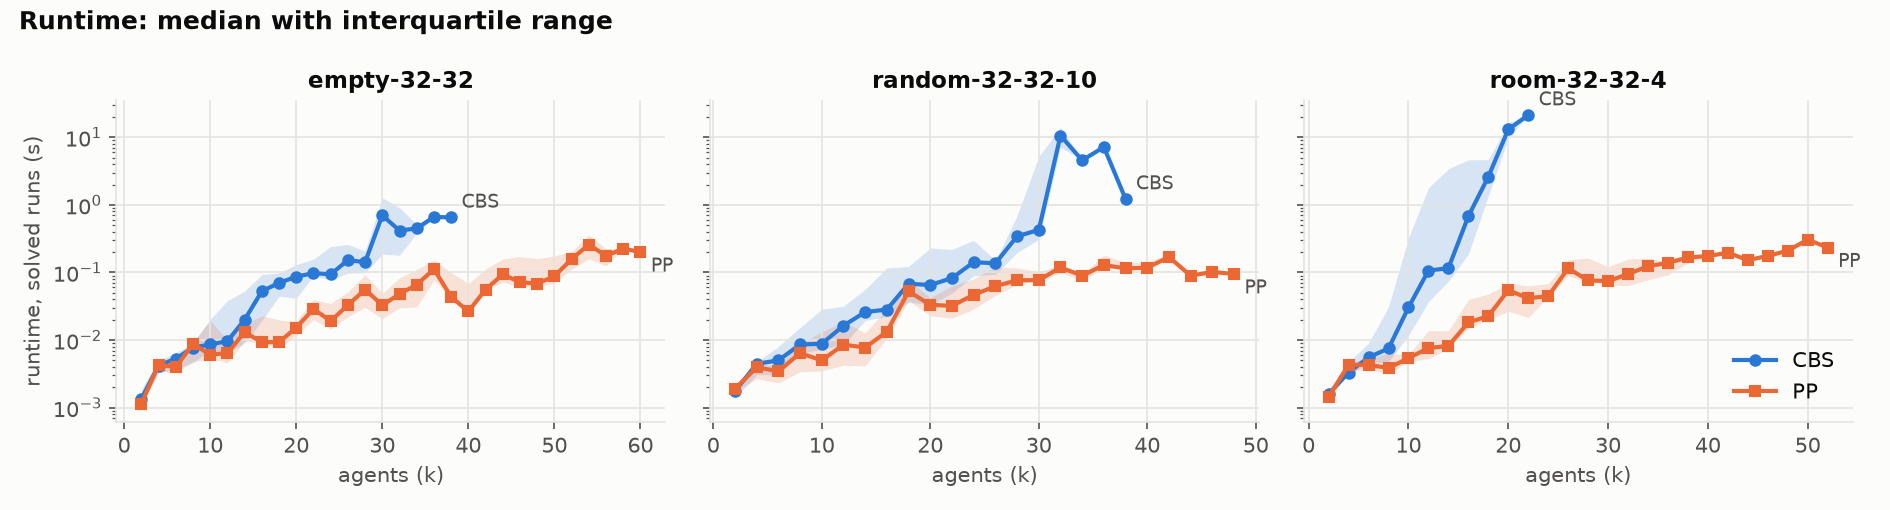 Runtime: median with interquartile range
empty-32-32
random-32-32-10
room-32-32-4
runtime, solved runs (s)
10¹
10⁰
10⁻¹
10⁻²
10⁻³
CBS
PP
CBS
PP
CBS
PP
CBS
PP
0 10 20 30 40 50 60
0 10 20 30 40 50
0 10 20 30 40 50
agents (k)
agents (k)
agents (k)